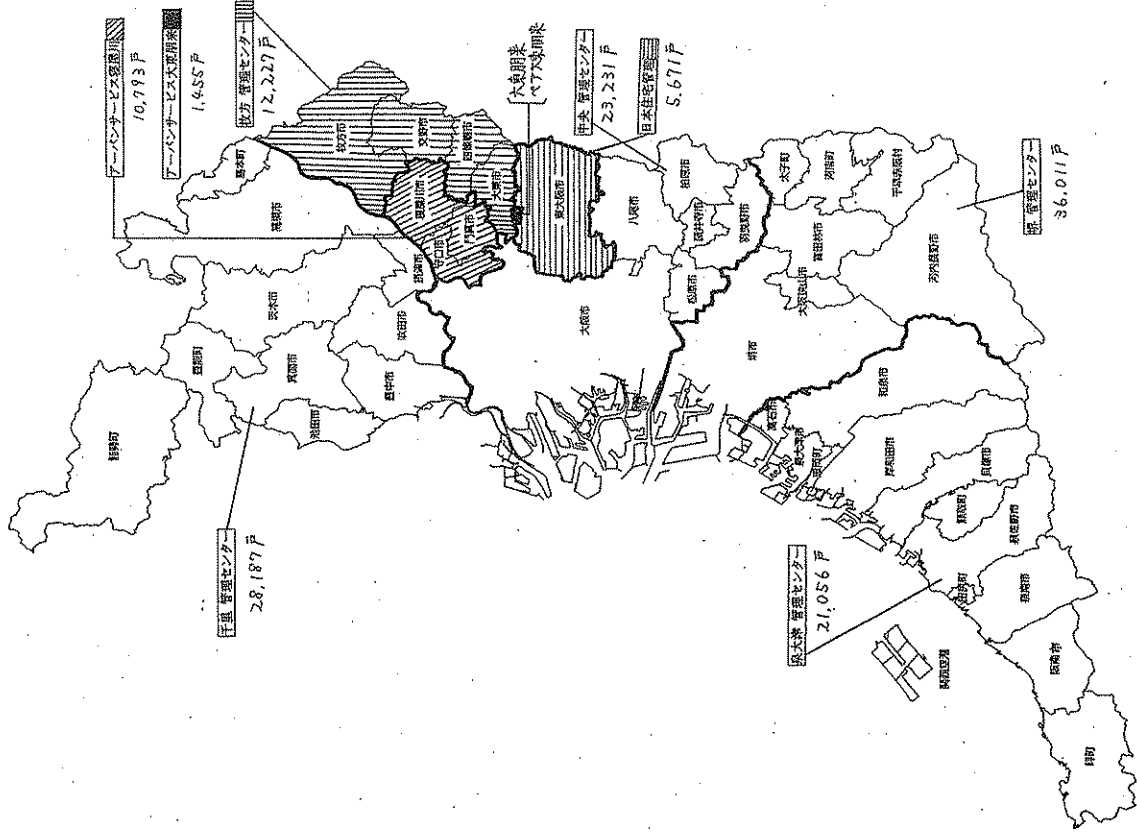 アーバンサービス寝屋川
10,793戸
アーバンサービス大東朋来
1,455戸
枚方 管理センター
12,227戸
大東朋来
ペア大東朋来
中央 管理センター
23,231戸
日本住宅管理
5,671戸
堺 管理センター
36,011戸
千里 管理センター
28,187戸
泉大津 管理センター
21,056戸
能勢町
豊能町
池田市
箕面市
茨木市
高槻市
島本町
豊中市
吹田市
摂津市
枚方市
交野市
寝屋川市
四條畷市
守口市
門真市
大東市
大阪市
東大阪市
八尾市
柏原市
藤井寺市
松原市
羽曳野市
太子町
河南町
千早赤阪村
富田林市
大阪狭山市
河内長野市
堺市
高石市
泉大津市
忠岡町
和泉市
岸和田市
貝塚市
熊取町
泉佐野市
田尻町
泉南市
阪南市
岬町
関西空港